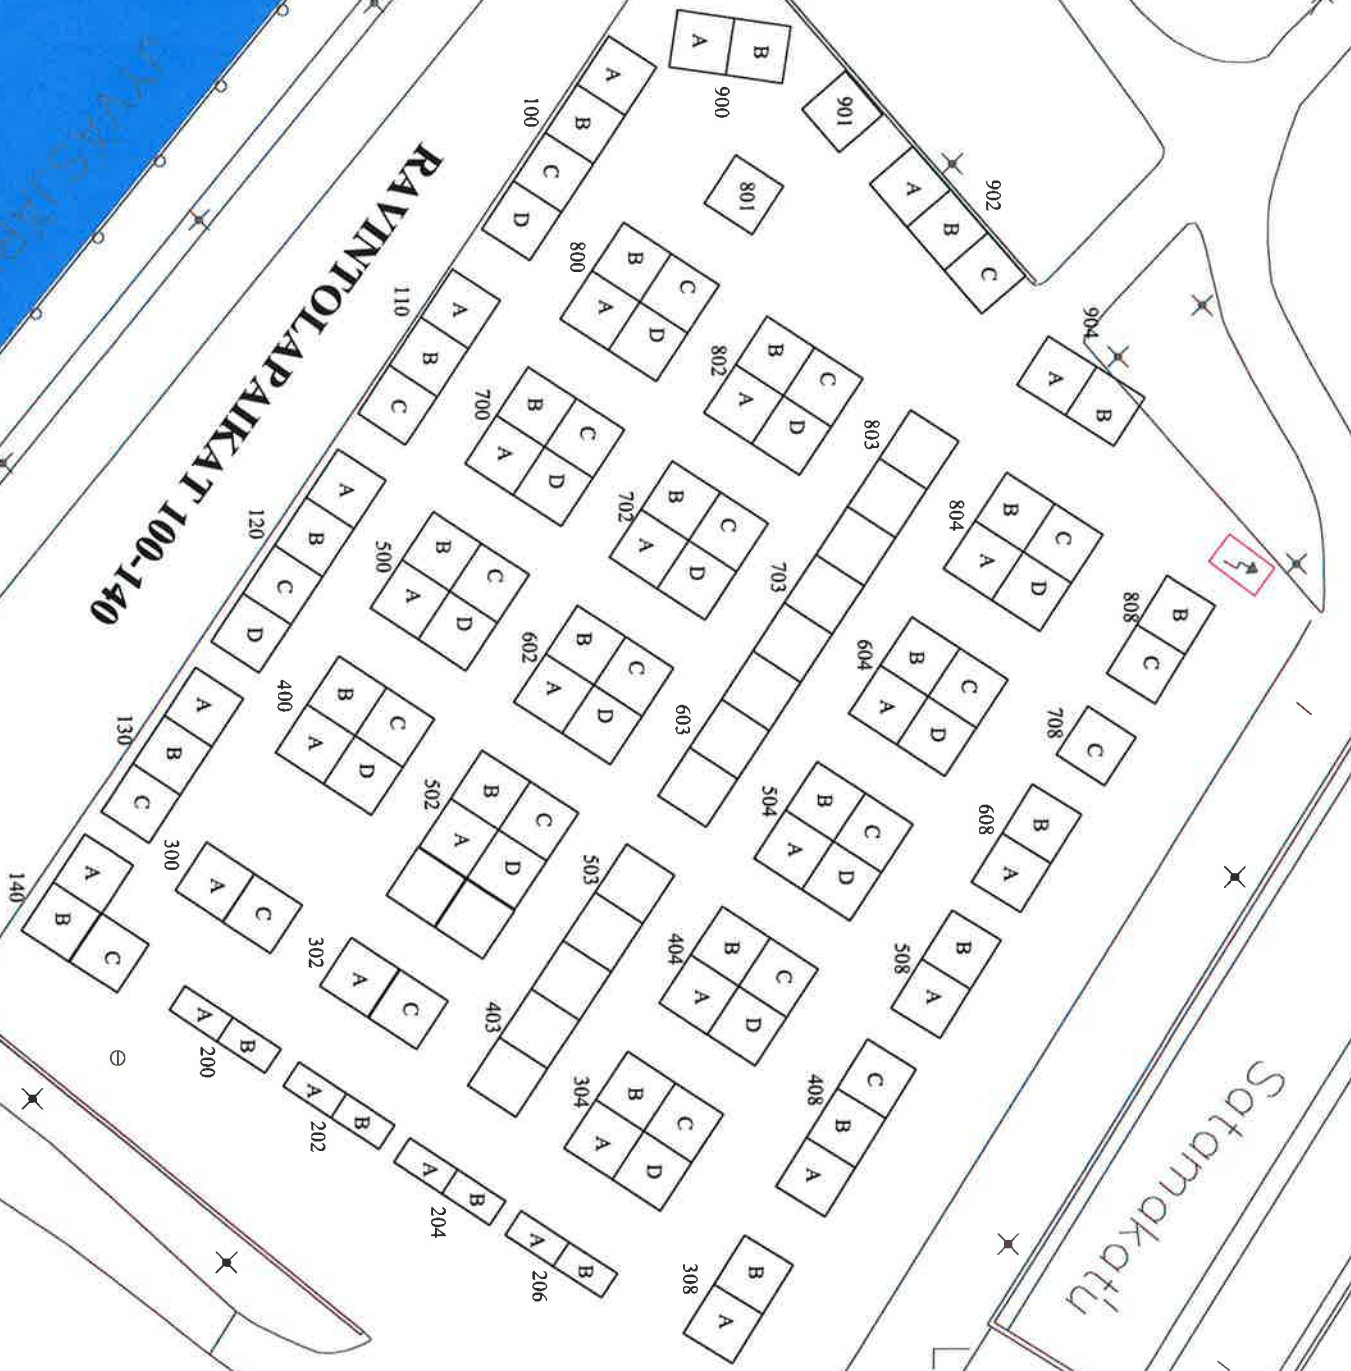 B
A
900
901
902
A
B
C
A
B
C
D
100
801
904
A
B
800
B
C
A
D
110
A
B
C
802
B
C
A
D
803
700
B
C
A
D
804
B
C
A
D
702
B
C
A
D
120
A
B
C
D
500
B
C
A
D
703
808
B
C
602
B
C
A
D
604
B
C
A
D
603
708
C
400
B
C
A
D
130
A
B
C
502
B
C
A
D
504
B
C
A
D
608
B
A
300
A
C
140
A
B
C
503
508
B
A
302
A
C
404
B
C
A
D
403
200
A
B
408
C
B
A
202
A
B
304
B
C
A
D
204
A
B
206
A
B
308
B
A
RAVINTOLAPAIKAT 100-140
Satamakatu